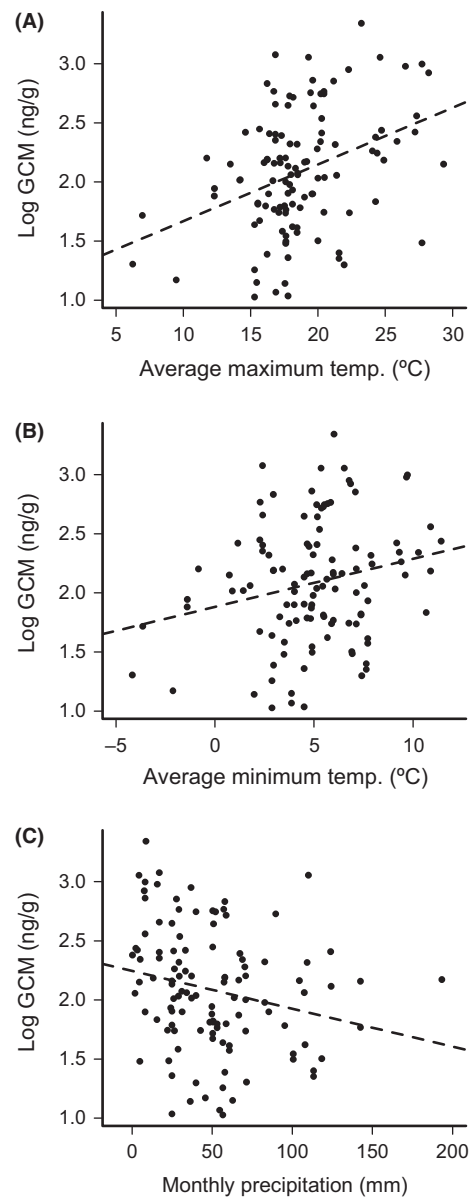 (A)
Log GCM (ng/g)
3.0
2.5
2.0
1.5
1.0
5 10 15 20 25 30
Average maximum temp. (ºC)
(B)
Log GCM (ng/g)
3.0
2.5
2.0
1.5
1.0
−5 0 5 10
Average minimum temp. (ºC)
(C)
Log GCM (ng/g)
3.0
2.5
2.0
1.5
1.0
0 50 100 150 200
Monthly precipitation (mm)